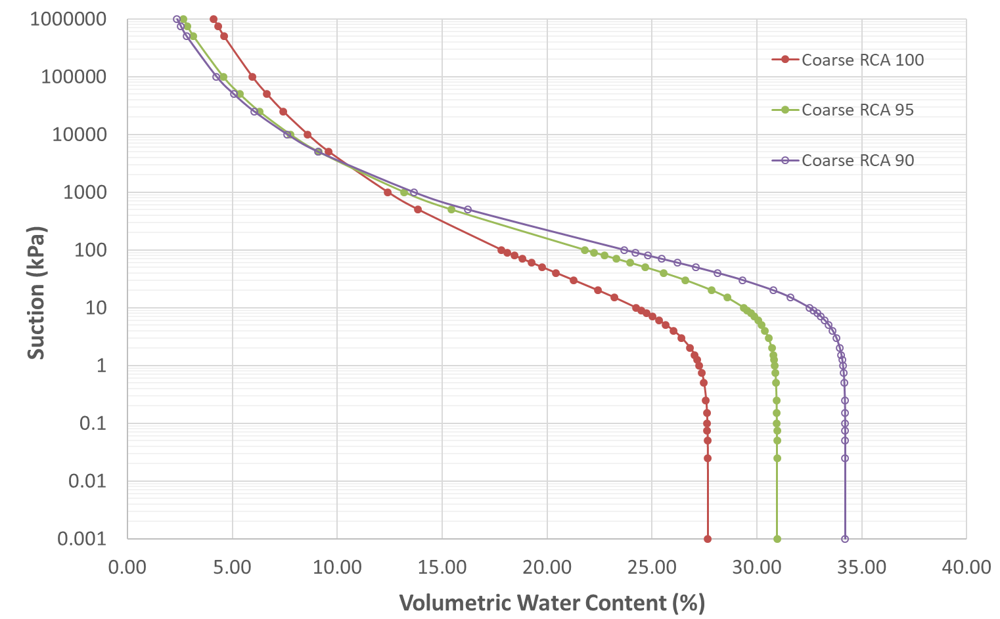 1000000
100000
10000
1000
100
10
1
0.1
0.01
0.001
Suction (kPa)
Coarse RCA 100
Coarse RCA 95
Coarse RCA 90
0.00 5.00 10.00 15.00 20.00 25.00 30.00 35.00 40.00
Volumetric Water Content (%)